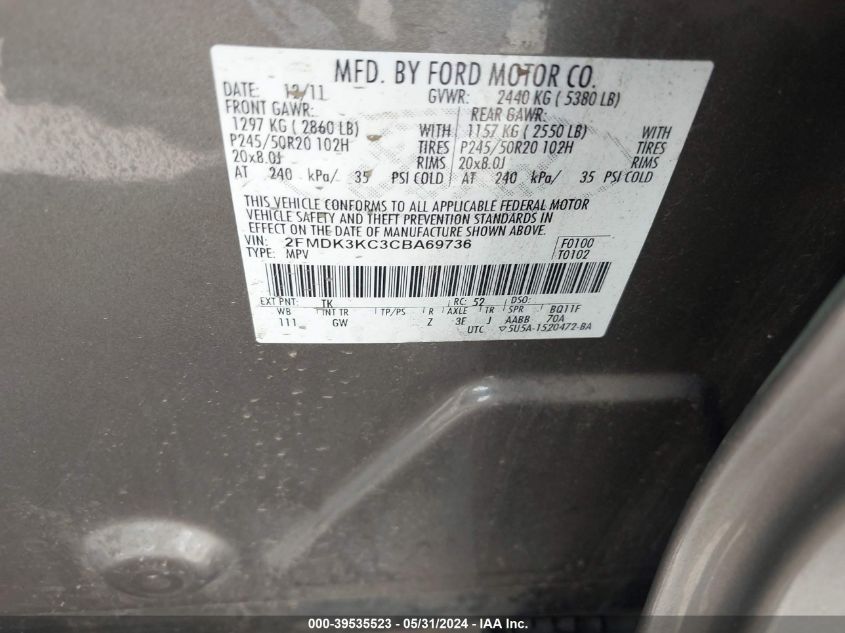 MFD. BY FORD MOTOR CO.
DATE: 12/11 GVWR: 2440 KG ( 5380 LB)
FRONT GAWR: REAR GAWR:
1297 KG ( 2860 LB) WITH 1157 KG ( 2550 LB) WITH
P245/50R20 102H TIRES P245/50R20 102H TIRES
20x8.0J RIMS 20x8.0J RIMS
AT 240 kPa/ 35 PSI COLD AT 240 kPa/ 35 PSI COLD
THIS VEHICLE CONFORMS TO ALL APPLICABLE FEDERAL MOTOR
VEHICLE SAFETY AND THEFT PREVENTION STANDARDS IN
EFFECT ON THE DATE OF MANUFACTURE SHOWN ABOVE.
VIN: 2FMDK3KC3CBA69736 F0100
TYPE: MPV T0102
EXT PNT: TK RC: 52 DSO:
WB INT TR TP/PS R AXLE TR SPR BQ11F
111 GW Z 3F J AABB 70A
UTC ▽5U5A-1520472-BA
000-39535523 - 05/31/2024 - IAA Inc.